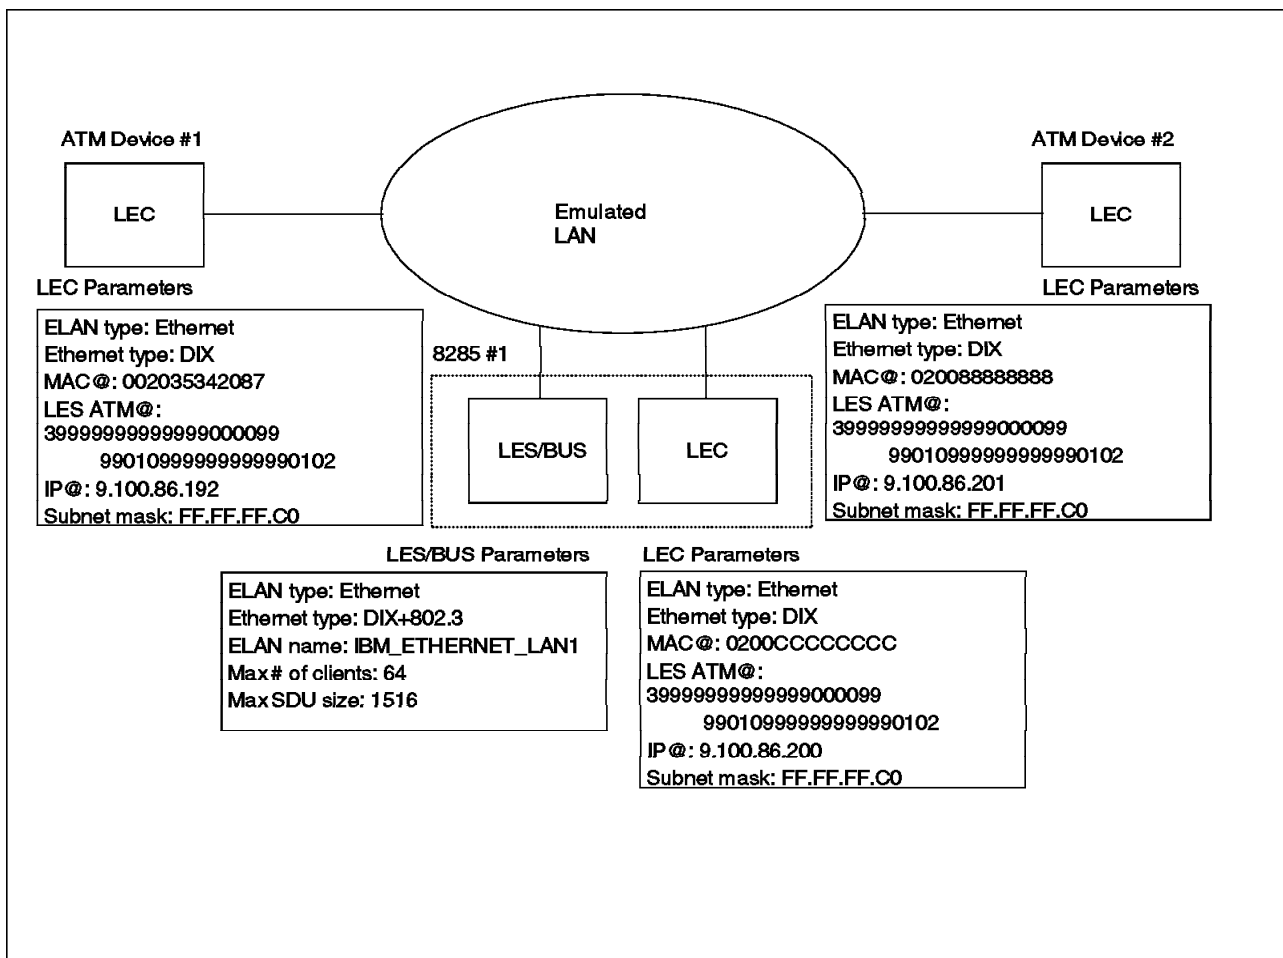 ATM Device #1
ATM Device #2
LEC
Emulated
LAN
LEC
LEC Parameters
LEC Parameters
ELAN type: Ethernet
Ethernet type: DIX
MAC@: 002035342087
LES ATM@:
39999999999999000099
99010999999999990102
IP@: 9.100.86.192
Subnet mask: FF.FF.FF.C0
8285 #1
LES/BUS
LEC
ELAN type: Ethernet
Ethernet type: DIX
MAC@: 020088888888
LES ATM@:
39999999999999000099
99010999999999990102
IP@: 9.100.86.201
Subnet mask: FF.FF.FF.C0
LES/BUS Parameters
ELAN type: Ethernet
Ethernet type: DIX+802.3
ELAN name: IBM_ETHERNET_LAN1
Max # of clients: 64
Max SDU size: 1516
LEC Parameters
ELAN type: Ethernet
Ethernet type: DIX
MAC@: 0200CCCCCCCC
LES ATM@:
39999999999999000099
99010999999999990102
IP@: 9.100.86.200
Subnet mask: FF.FF.FF.C0